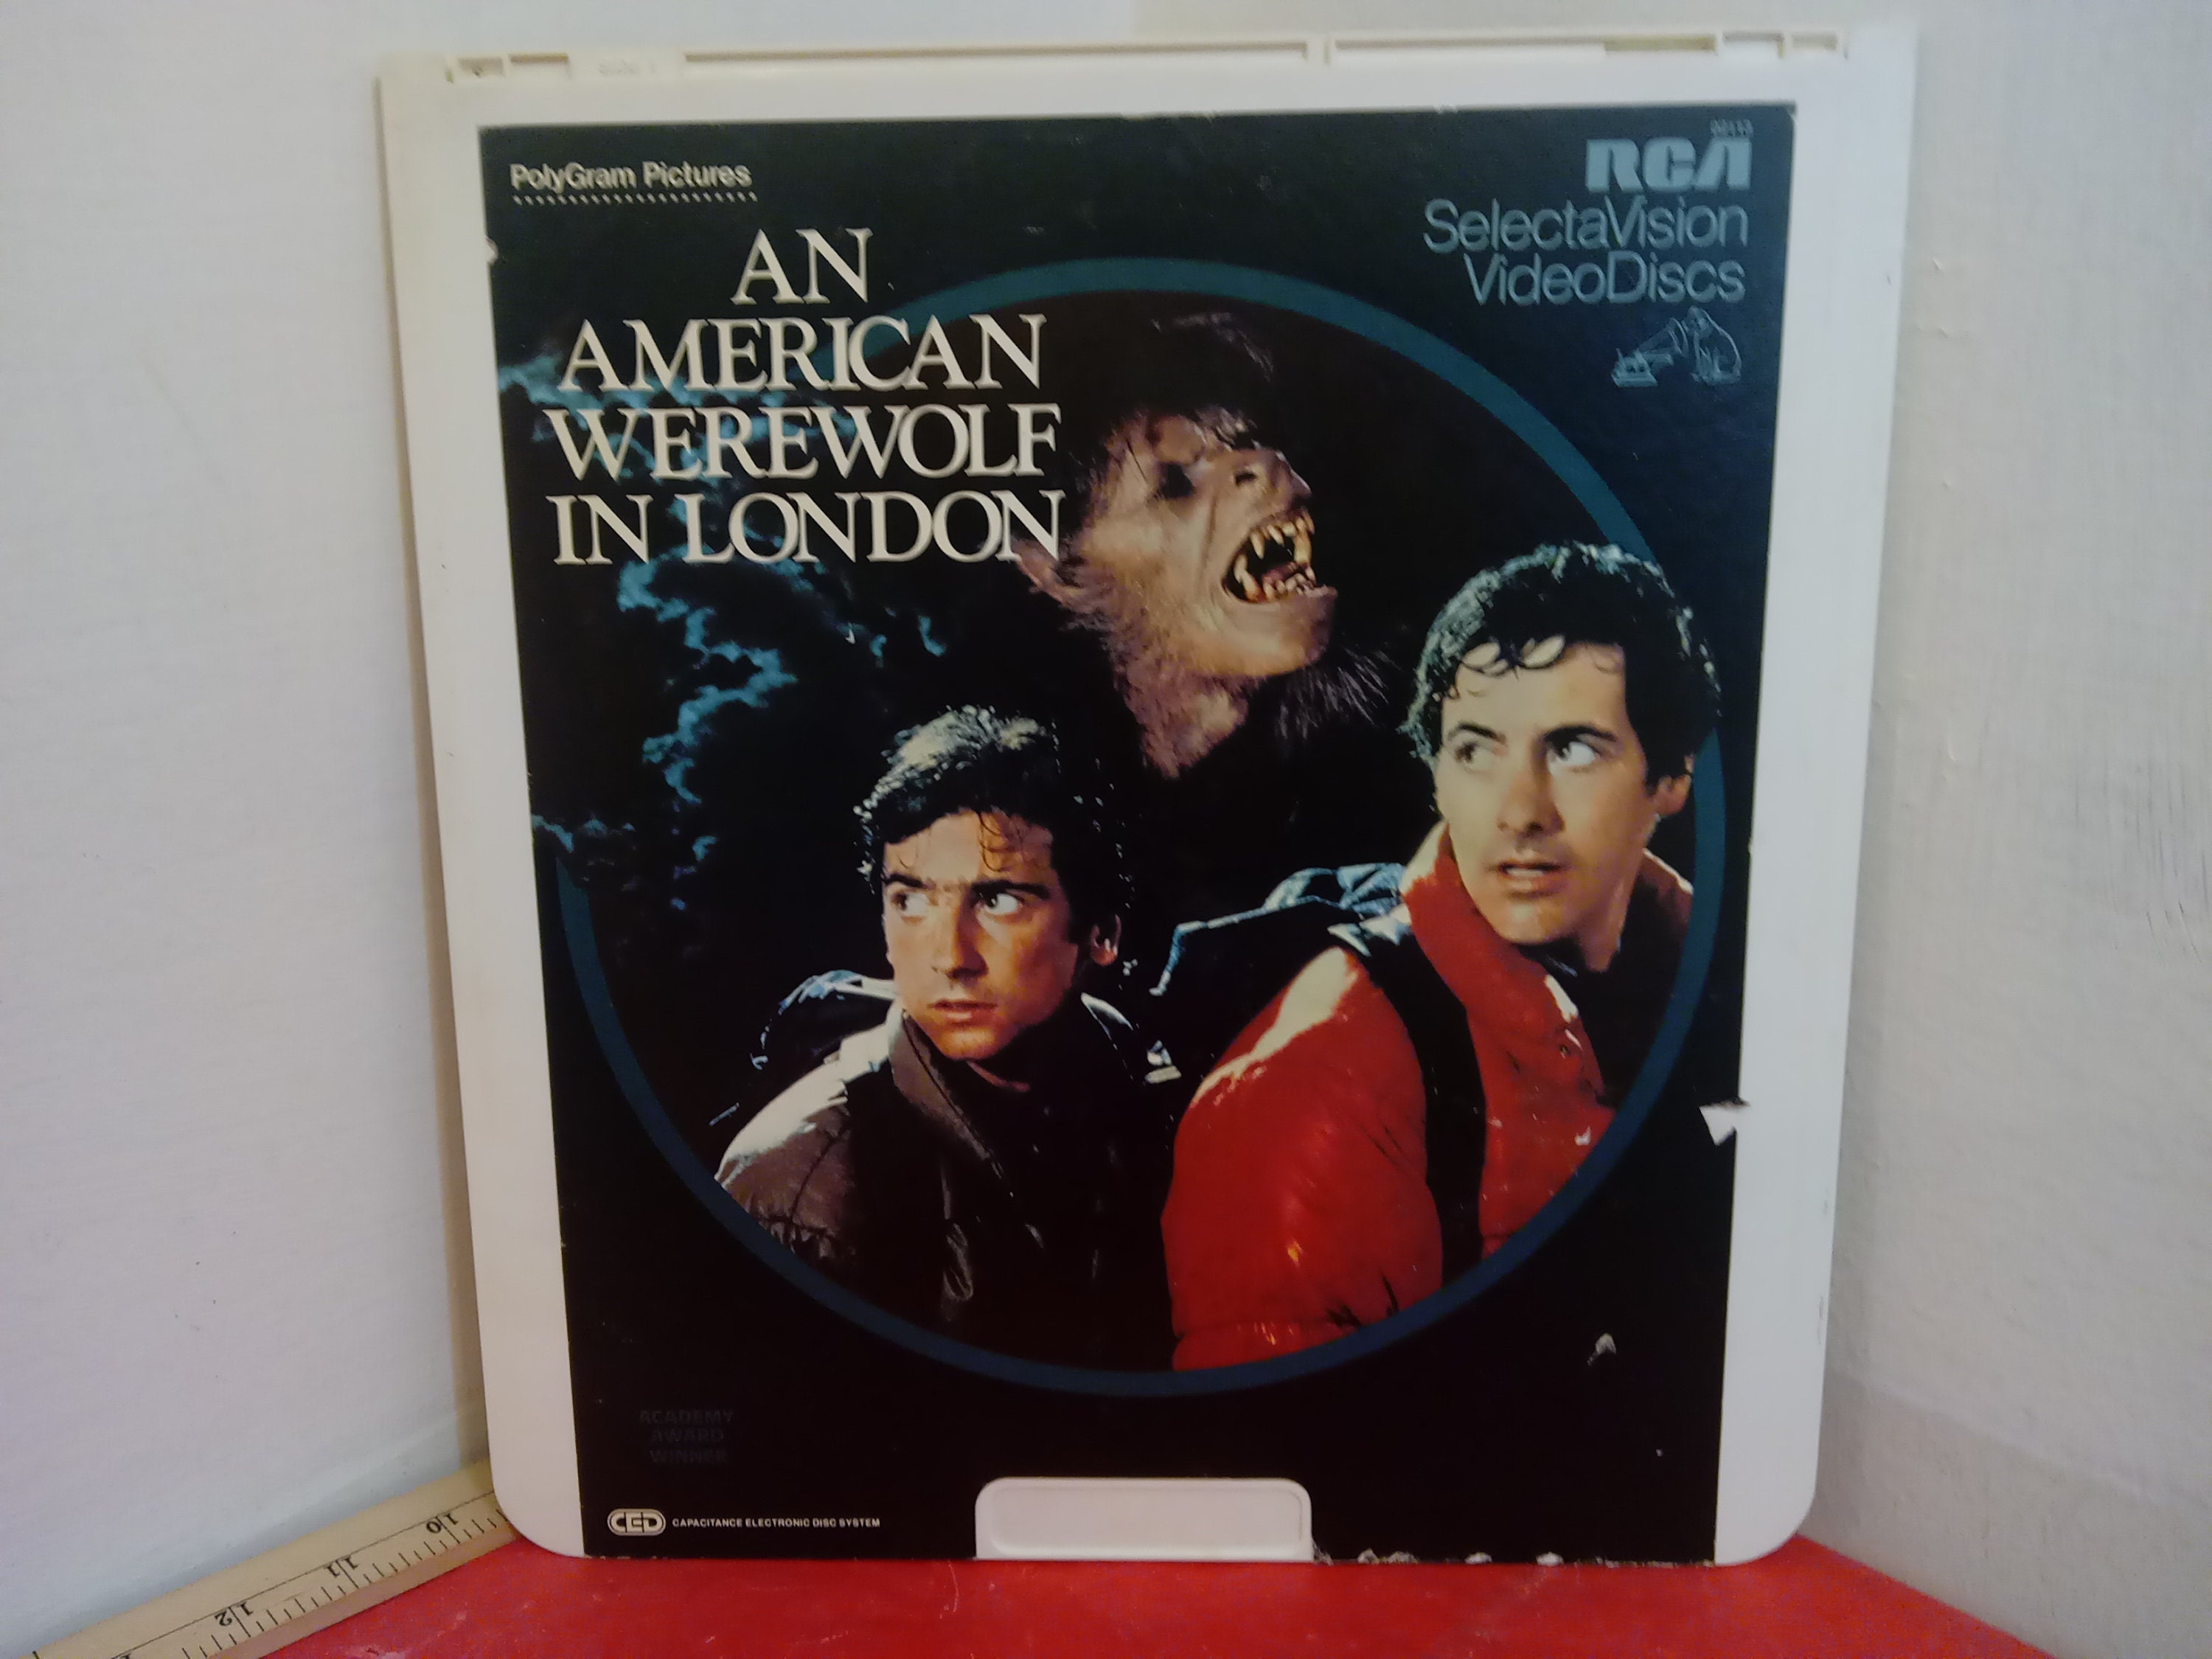 PolyGram Pictures
RCA
SelectaVision
VideoDiscs
AN
AMERICAN
WEREWOLF
IN LONDON
ACADEMY
AWARD
WINNER
CED CAPACITANCE ELECTRONIC DISC SYSTEM
10
11
12